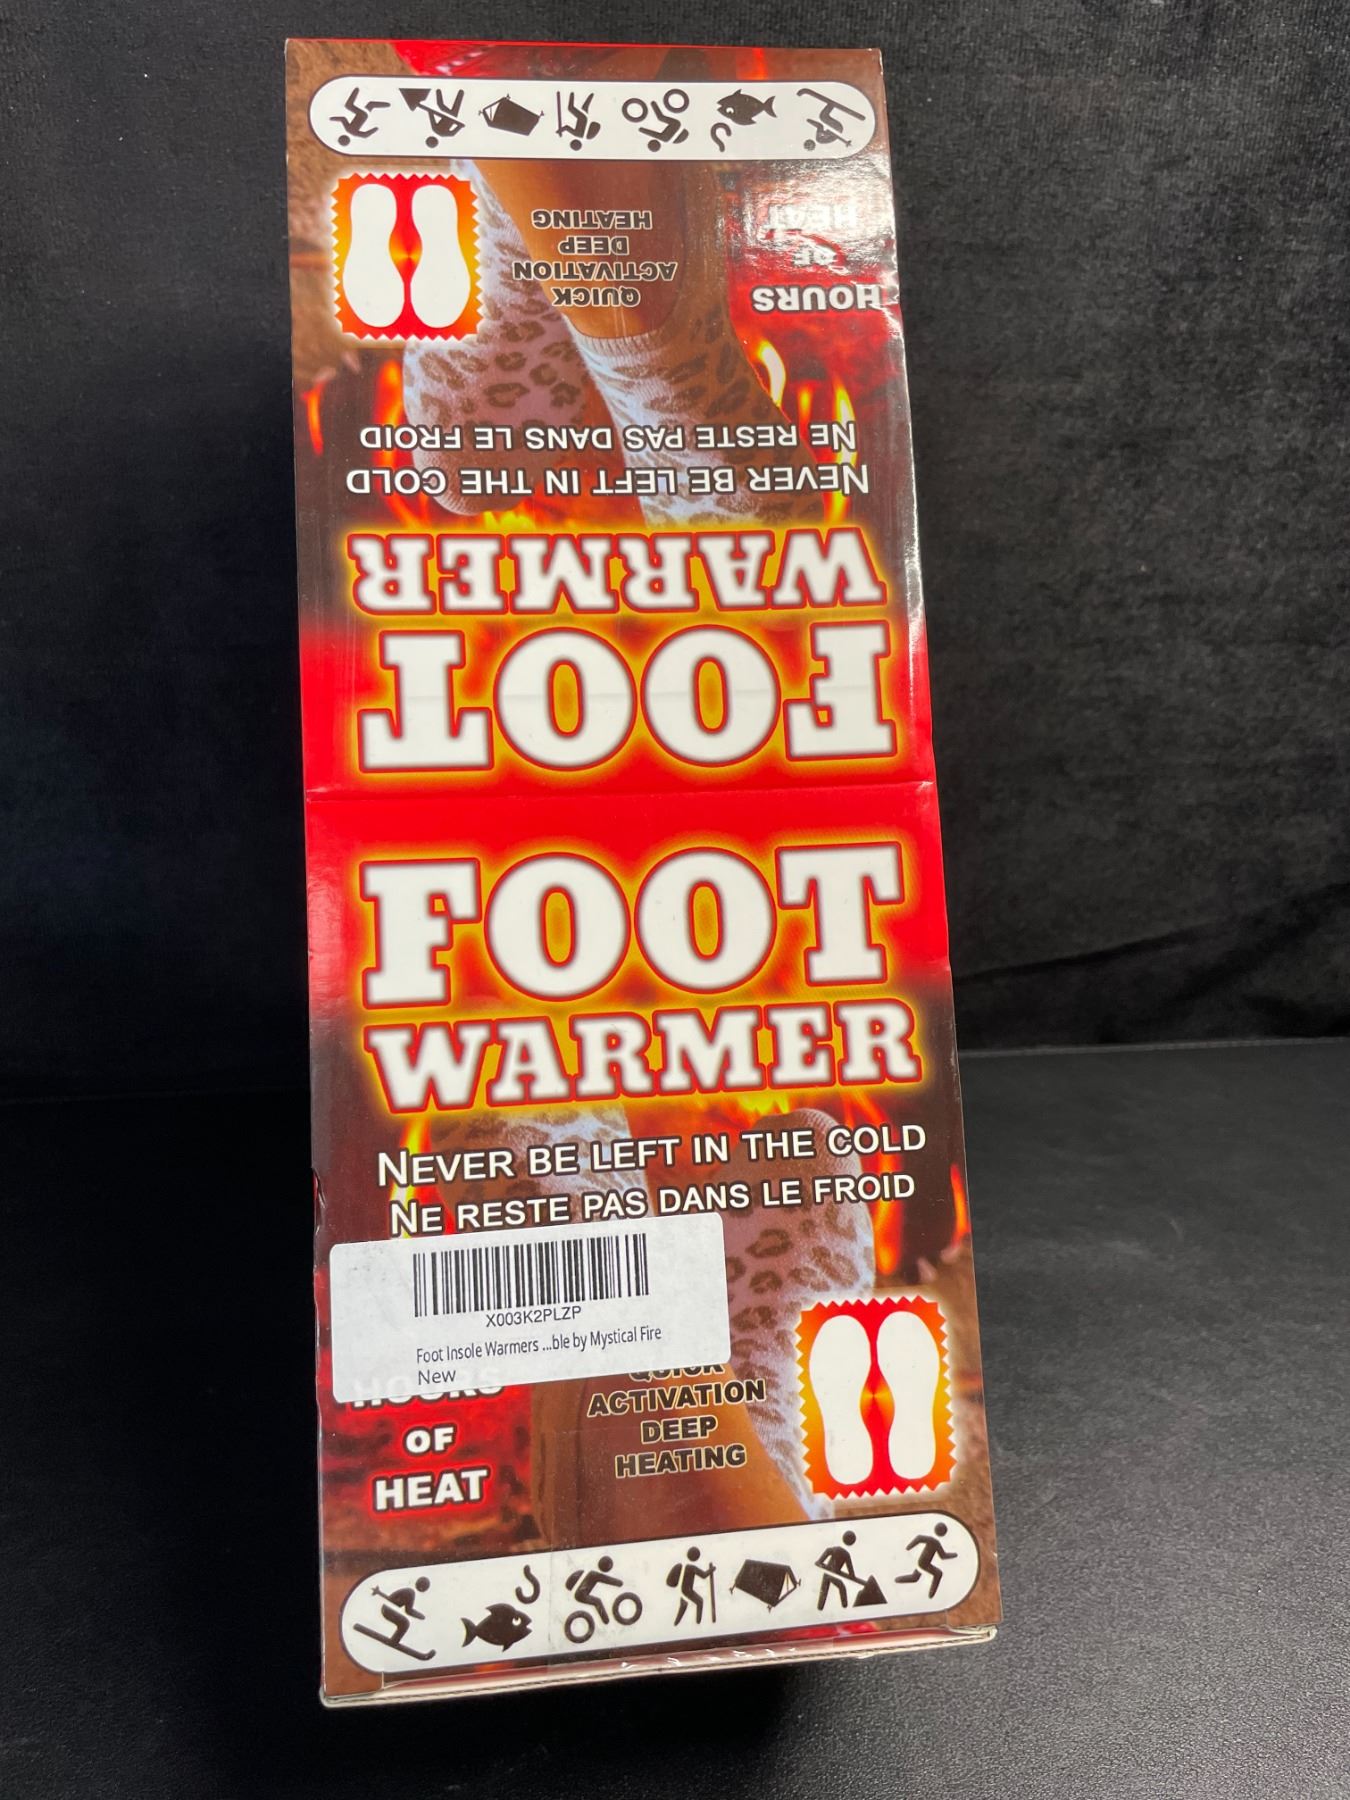 HOURS
OF
HEAT
QUICK
ACTIVATION
DEEP
HEATING
NEVER BE LEFT IN THE COLD
NE RESTE PAS DANS LE FROID
FOOT
WARMER
FOOT
WARMER
NEVER BE LEFT IN THE COLD
NE RESTE PAS DANS LE FROID
X003K2PLZP
Foot Insole Warmers ...ble by Mystical Fire
New
HOURS
OF
HEAT
QUICK
ACTIVATION
DEEP
HEATING